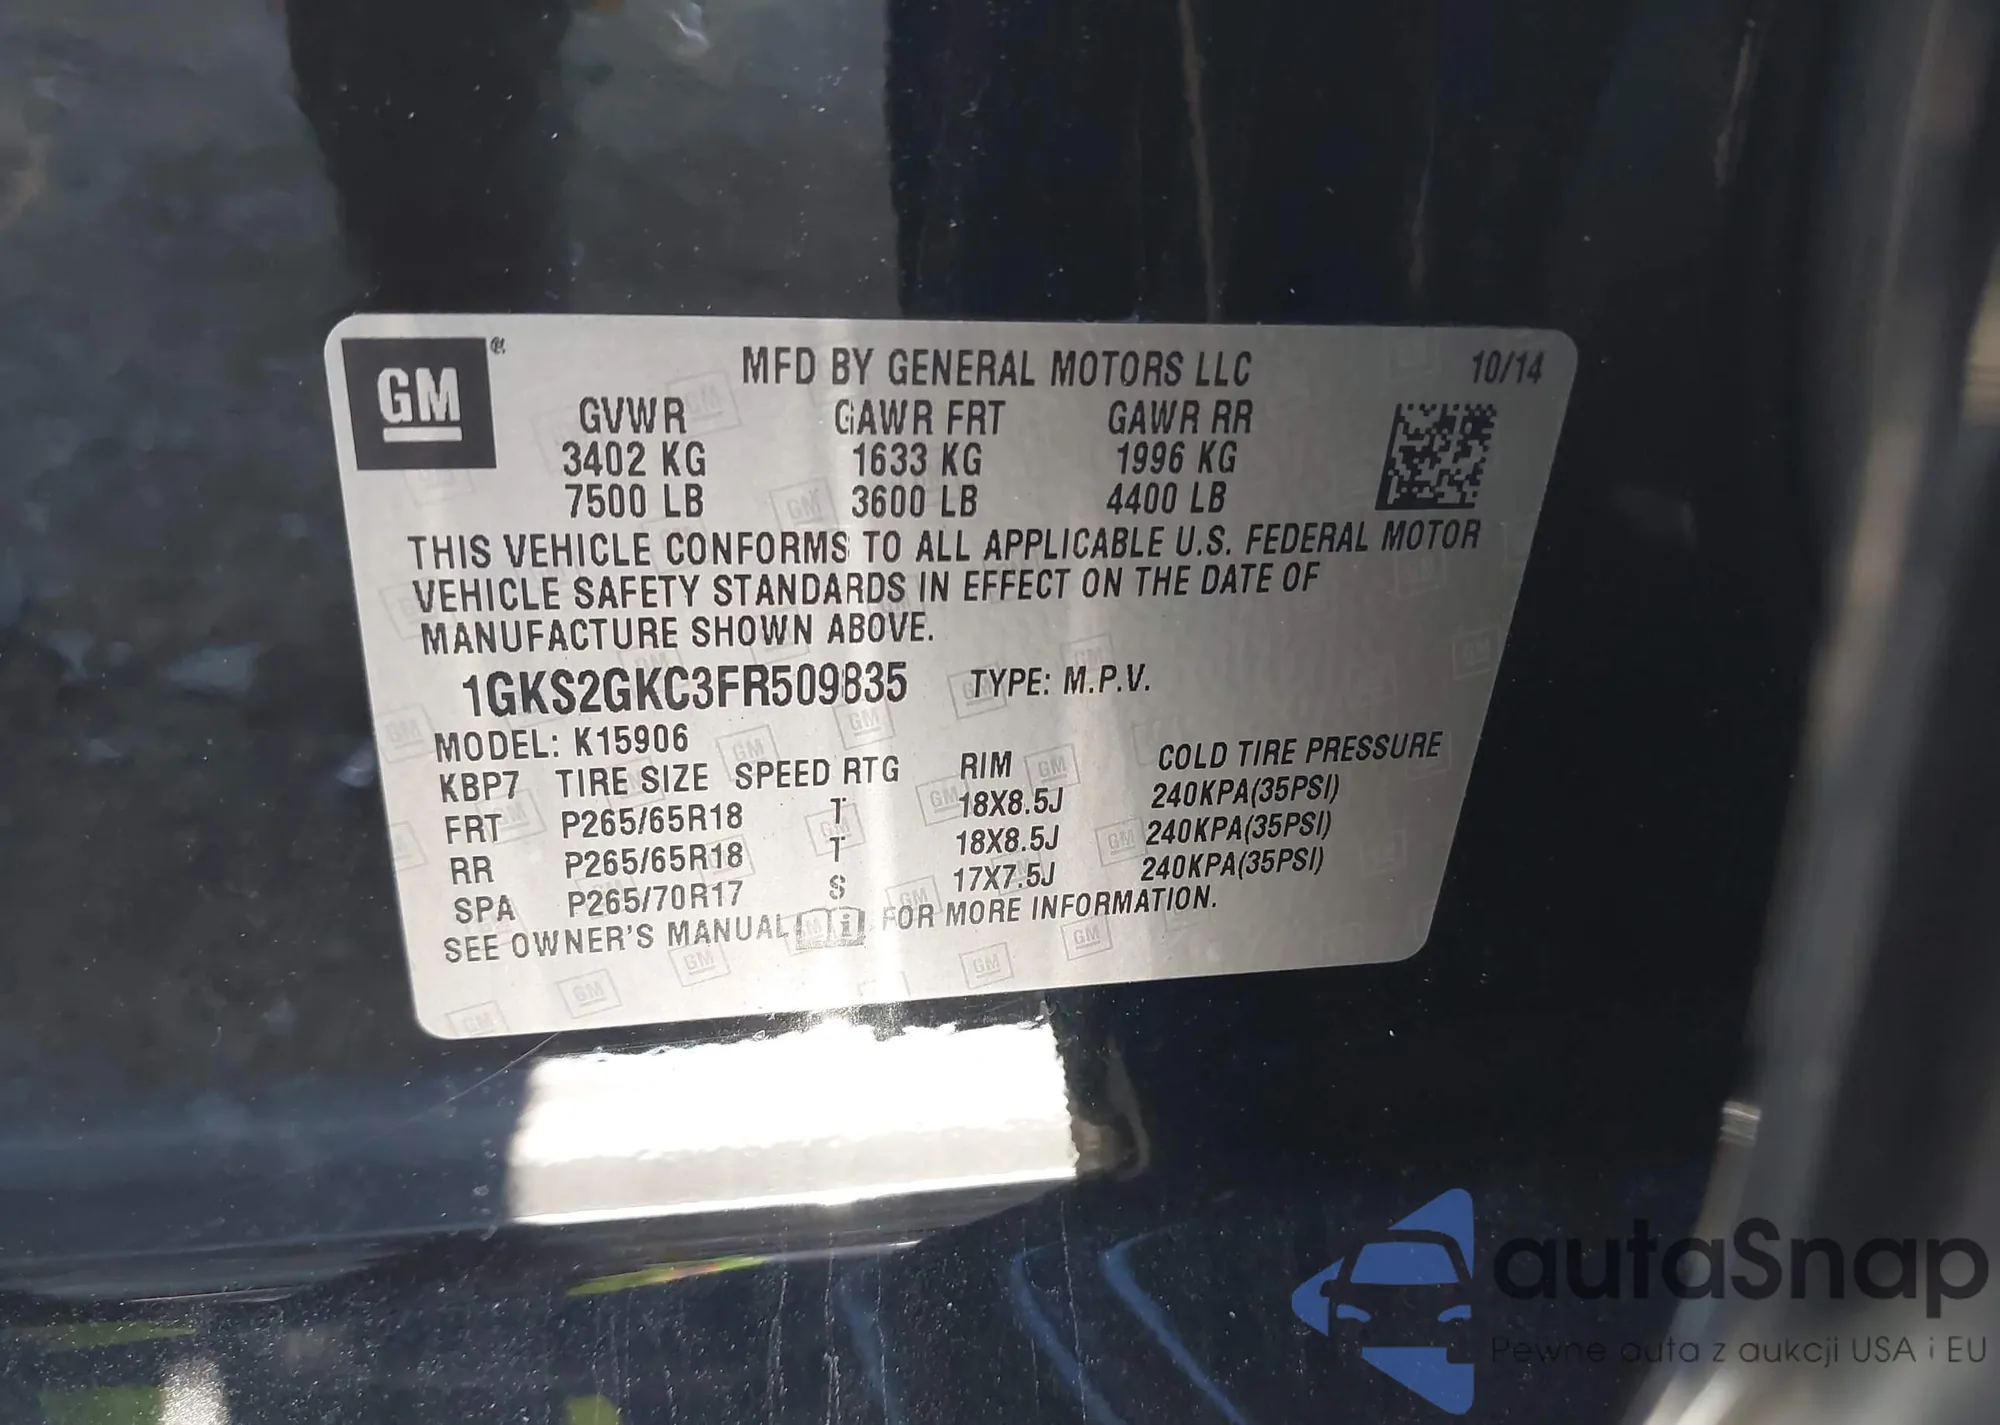 GM
MFD BY GENERAL MOTORS LLC 10/14
GVWR GAWR FRT GAWR RR
3402 KG 1633 KG 1996 KG
7500 LB 3600 LB 4400 LB
THIS VEHICLE CONFORMS TO ALL APPLICABLE U.S. FEDERAL MOTOR
VEHICLE SAFETY STANDARDS IN EFFECT ON THE DATE OF
MANUFACTURE SHOWN ABOVE.
1GKS2GKC3FR509835 TYPE: M.P.V.
MODEL: K15906
KBP7 TIRE SIZE SPEED RTG RIM COLD TIRE PRESSURE
FRT P265/65R18 T 18X8.5J 240KPA(35PSI)
RR P265/65R18 T 18X8.5J 240KPA(35PSI)
SPA P265/70R17 S 17X7.5J 240KPA(35PSI)
SEE OWNER'S MANUAL i FOR MORE INFORMATION.
autaSnap
Pewne auta z aukcji USA i EU